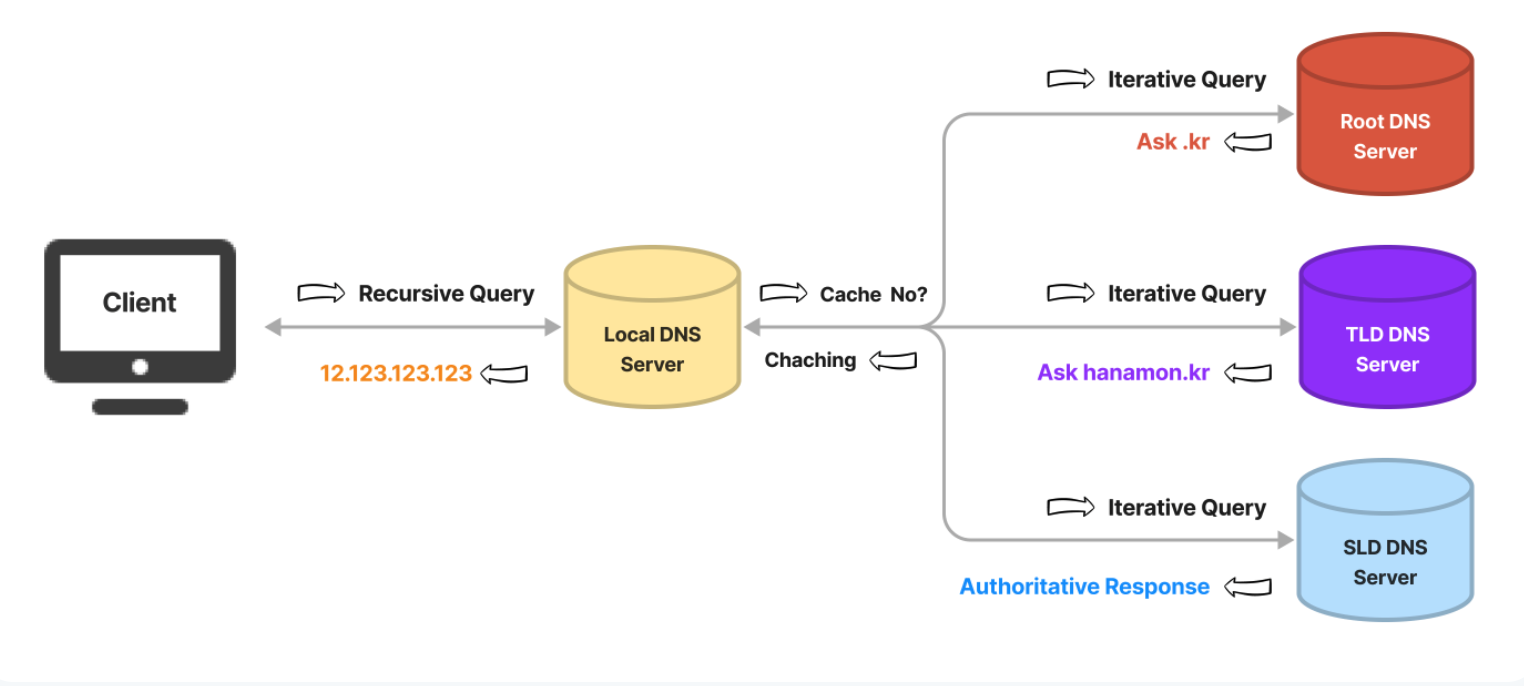 Iterative Query
Root DNS
Server
Ask .kr
Client
Recursive Query
12.123.123.123
Local DNS
Server
Cache No?
Chaching
Iterative Query
TLD DNS
Server
Ask hanamon.kr
Iterative Query
SLD DNS
Server
Authoritative Response